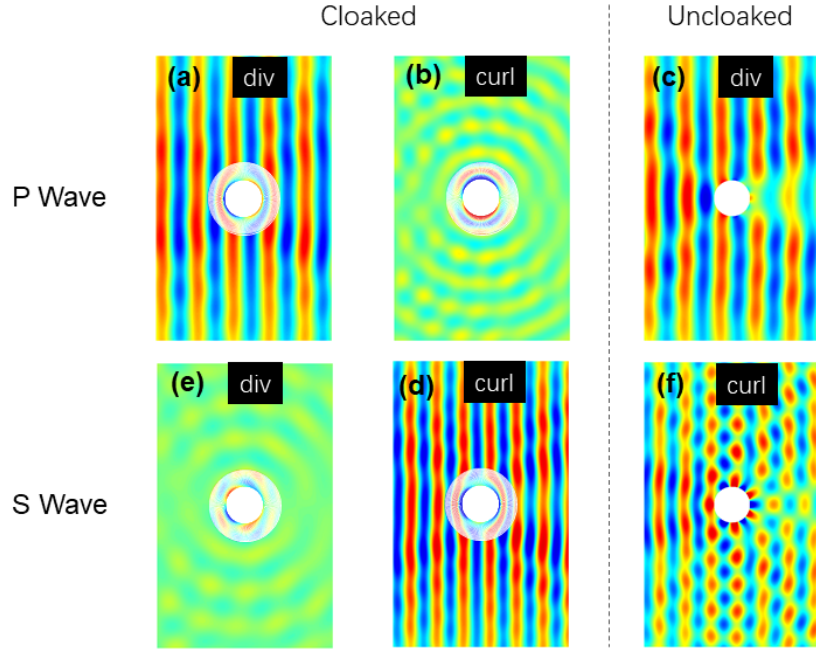 Cloaked
Uncloaked
(a) div
(b) curl
(c) div
P Wave
(e) div
(d) curl
(f) curl
S Wave